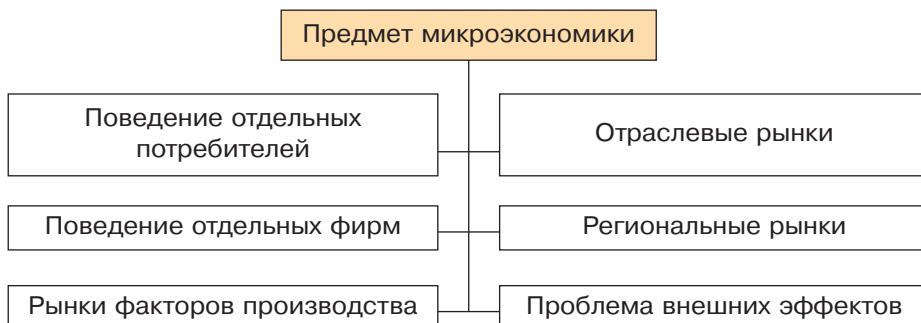 Предмет микроэкономики
Поведение отдельных
потребителей
Отраслевые рынки
Поведение отдельных фирм
Региональные рынки
Рынки факторов производства
Проблема внешних эффектов